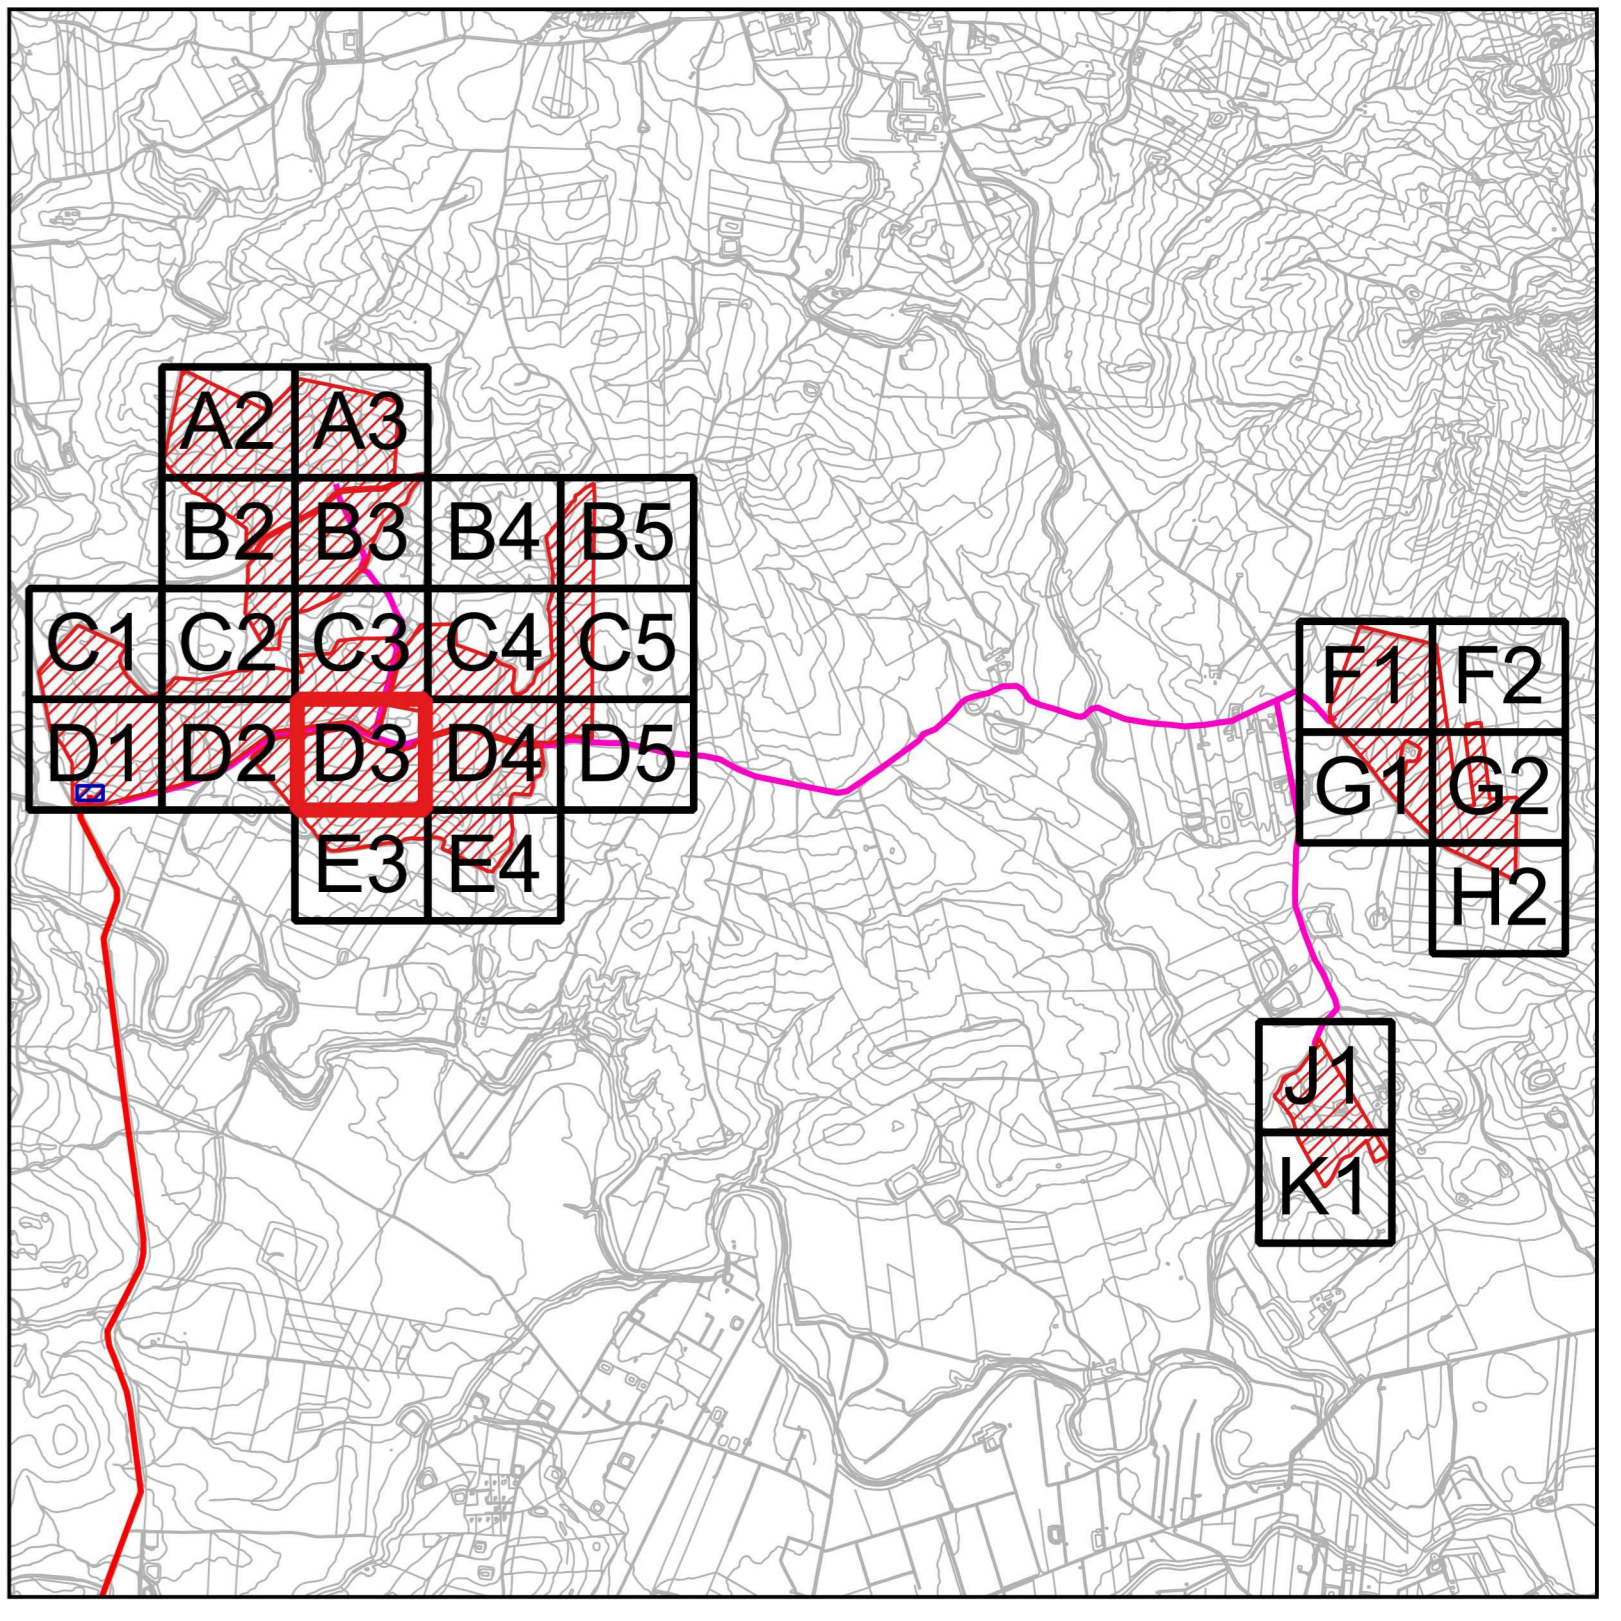 A2 A3
B2 B3 B4 B5
C1 C2 C3 C4 C5
D1 D2 D3 D4 D5
E3 E4
F1 F2
G1 G2
H2
J1
K1